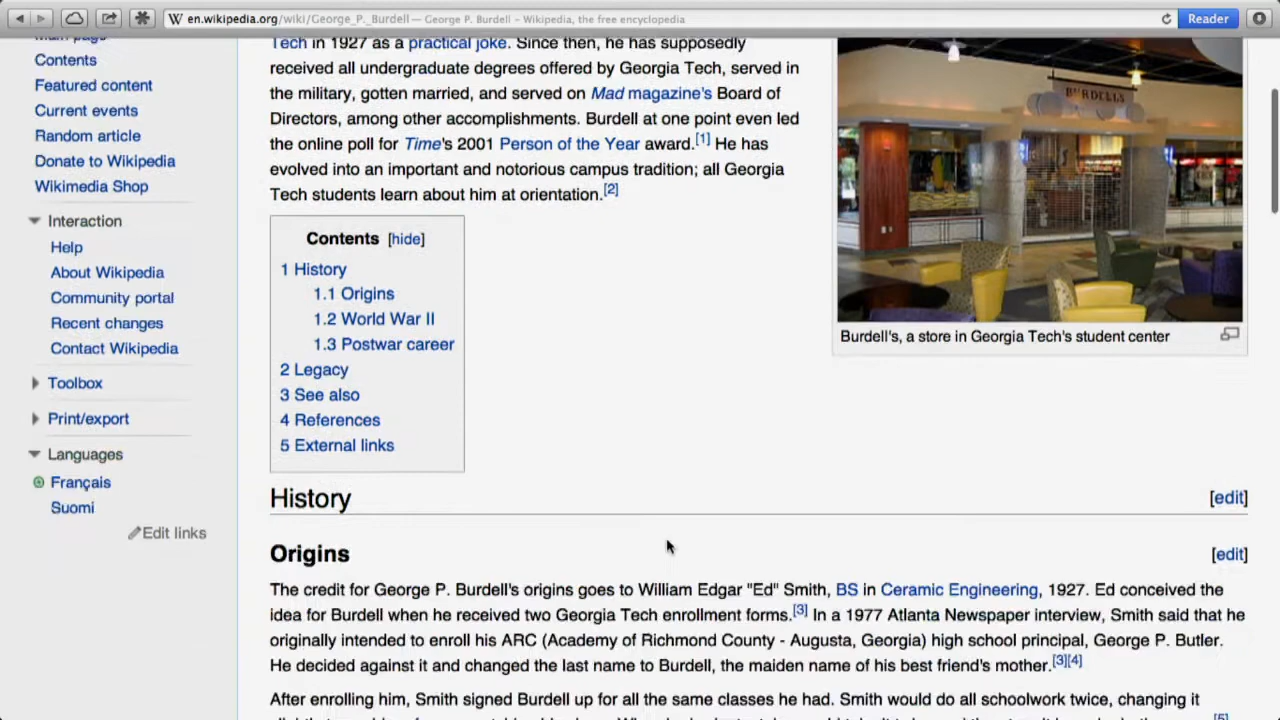 en.wikipedia.org/wiki/George_P._Burdell — George P. Burdell – Wikipedia, the free encyclopedia
Reader
Main page
Contents
Featured content
Current events
Random article
Donate to Wikipedia
Wikimedia Shop
Interaction
Help
About Wikipedia
Community portal
Recent changes
Contact Wikipedia
Toolbox
Print/export
Languages
Français
Suomi
Edit links
Tech in 1927 as a practical joke. Since then, he has supposedly
received all undergraduate degrees offered by Georgia Tech, served in
the military, gotten married, and served on Mad magazine's Board of
Directors, among other accomplishments. Burdell at one point even led
the online poll for Time's 2001 Person of the Year award.[1] He has
evolved into an important and notorious campus tradition; all Georgia
Tech students learn about him at orientation.[2]
BURDELL'S
Burdell's, a store in Georgia Tech's student center
Contents [hide]
1 History
1.1 Origins
1.2 World War II
1.3 Postwar career
2 Legacy
3 See also
4 References
5 External links
History [edit]
Origins [edit]
The credit for George P. Burdell's origins goes to William Edgar "Ed" Smith, BS in Ceramic Engineering, 1927. Ed conceived the
idea for Burdell when he received two Georgia Tech enrollment forms.[3] In a 1977 Atlanta Newspaper interview, Smith said that he
originally intended to enroll his ARC (Academy of Richmond County - Augusta, Georgia) high school principal, George P. Butler.
He decided against it and changed the last name to Burdell, the maiden name of his best friend's mother.[3][4]
After enrolling him, Smith signed Burdell up for all the same classes he had. Smith would do all schoolwork twice, changing it
[5]